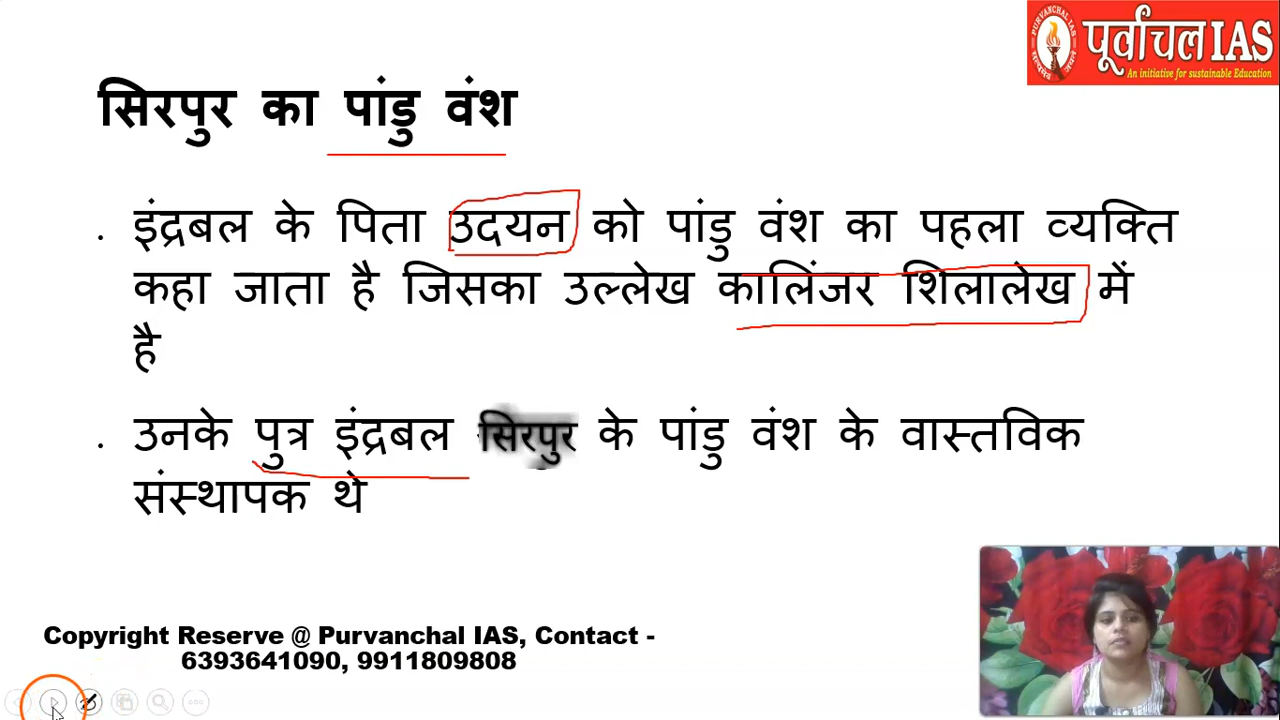 पूर्वांचल IAS
An initiative for sustainable Education
सिरपुर का पांडु वंश
. इंद्रबल के पिता उदयन को पांडु वंश का पहला व्यक्ति
कहा जाता है जिसका उल्लेख कालिंजर शिलालेख में
है
. उनके पुत्र इंद्रबल सिरपुर के पांडु वंश के वास्तविक
संस्थापक थे
Copyright Reserve @ Purvanchal IAS, Contact -
6393641090, 9911809808